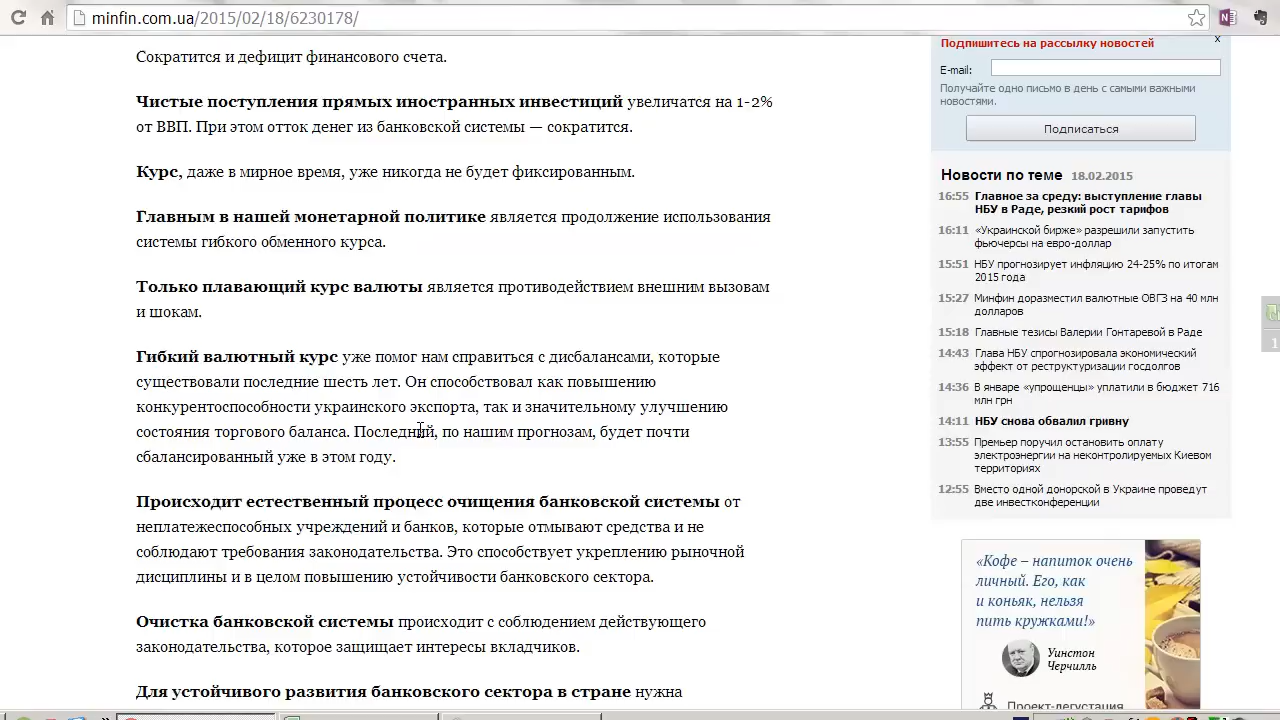 minfin.com.ua/2015/02/18/6230178/
Сократится и дефицит финансового счета.
Чистые поступления прямых иностранных инвестиций увеличатся на 1-2%
от ВВП. При этом отток денег из банковской системы — сократится.
Курс, даже в мирное время, уже никогда не будет фиксированным.
Главным в нашей монетарной политике является продолжение использования
системы гибкого обменного курса.
Только плавающий курс валюты является противодействием внешним вызовам
и шокам.
Гибкий валютный курс уже помог нам справиться с дисбалансами, которые
существовали последние шесть лет. Он способствовал как повышению
конкурентоспособности украинского экспорта, так и значительному улучшению
состояния торгового баланса. Последний, по нашим прогнозам, будет почти
сбалансированный уже в этом году.
Происходит естественный процесс очищения банковской системы от
неплатежеспособных учреждений и банков, которые отмывают средства и не
соблюдают требования законодательства. Это способствует укреплению рыночной
дисциплины и в целом повышению устойчивости банковского сектора.
Очистка банковской системы происходит с соблюдением действующего
законодательства, которое защищает интересы вкладчиков.
Для устойчивого развития банковского сектора в стране нужна
Подпишитесь на рассылку новостей
x
E-mail:
Получайте одно письмо в день с самыми важными
новостями.
Подписаться
Новости по теме 18.02.2015
16:55 Главное за среду: выступление главы
НБУ в Раде, резкий рост тарифов
16:11 «Украинской бирже» разрешили запустить
фьючерсы на евро-доллар
15:51 НБУ прогнозирует инфляцию 24-25% по итогам
2015 года
15:27 Минфин доразместил валютные ОВГЗ на 40 млн
долларов
15:18 Главные тезисы Валерии Гонтаревой в Раде
14:43 Глава НБУ спрогнозировала экономический
эффект от реструктуризации госдолгов
14:36 В январе «упрощенцы» уплатили в бюджет 716
млн грн
14:11 НБУ снова обвалил гривну
13:55 Премьер поручил остановить оплату
электроэнергии на неконтролируемых Киевом
территориях
12:55 Вместо одной донорской в Украине проведут
две инвестконференции
«Кофе – напиток очень
личный. Его, как
и коньяк, нельзя
пить кружками!»
Уинстон
Черчилль
Проект-дегустация
1